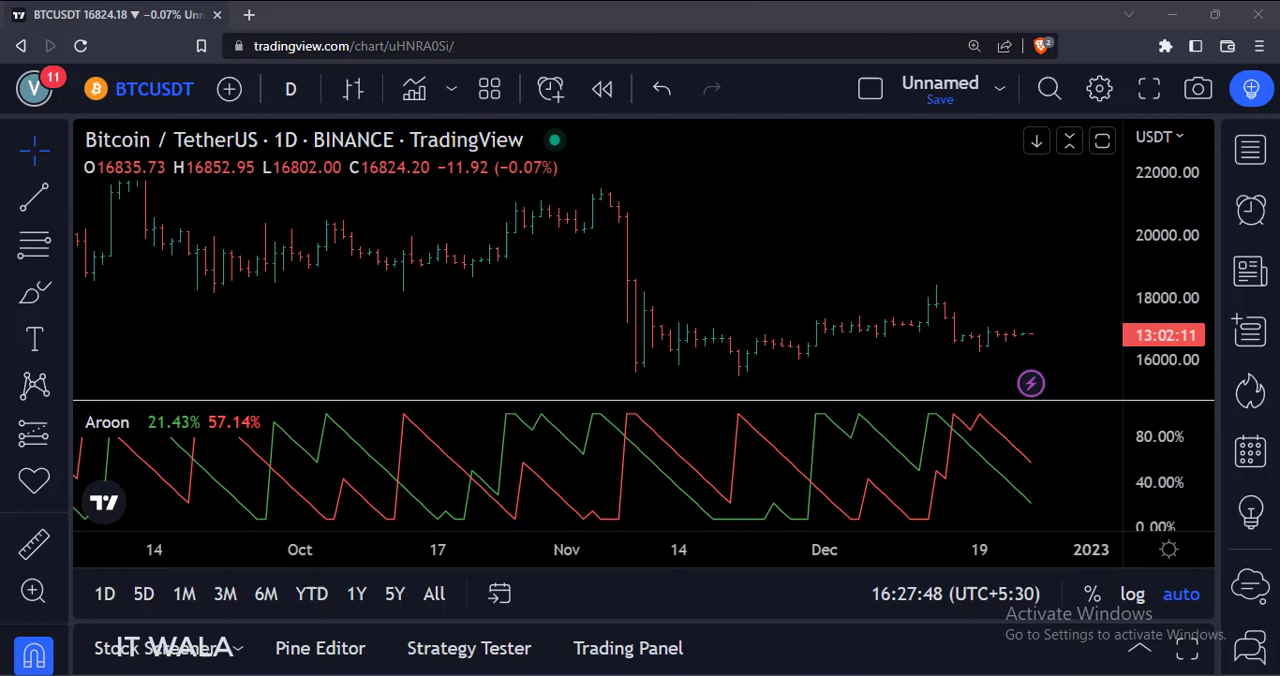 BTCUSDT 16824.18 ▼ −0.07% Unn
tradingview.com/chart/uHNRA0Si/
2
V 11
BTCUSDT
D
Unnamed
Save
Bitcoin / TetherUS · 1D · BINANCE · TradingView
O16835.73 H16852.95 L16802.00 C16824.20 −11.92 (−0.07%)
USDT
22000.00
20000.00
18000.00
13:02:11
16000.00
Aroon 21.43% 57.14%
80.00%
40.00%
0.00%
14 Oct 17 Nov 14 Dec 19 2023
1D 5D 1M 3M 6M YTD 1Y 5Y All
16:27:48 (UTC+5:30) % log auto
Activate Windows
Go to Settings to activate Windows.
Stock Screener Pine Editor Strategy Tester Trading Panel
IT WALA